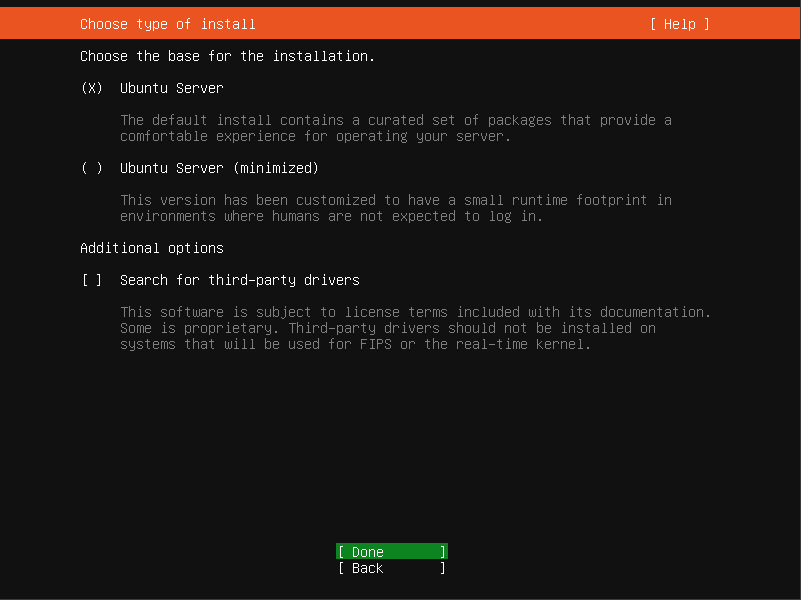 Choose type of install [ Help ]
Choose the base for the installation.
(X) Ubuntu Server
The default install contains a curated set of packages that provide a
comfortable experience for operating your server.
( ) Ubuntu Server (minimized)
This version has been customized to have a small runtime footprint in
environments where humans are not expected to log in.
Additional options
[ ] Search for third-party drivers
This software is subject to license terms included with its documentation.
Some is proprietary. Third-party drivers should not be installed on
systems that will be used for FIPS or the real-time kernel.
[ Done ]
[ Back ]